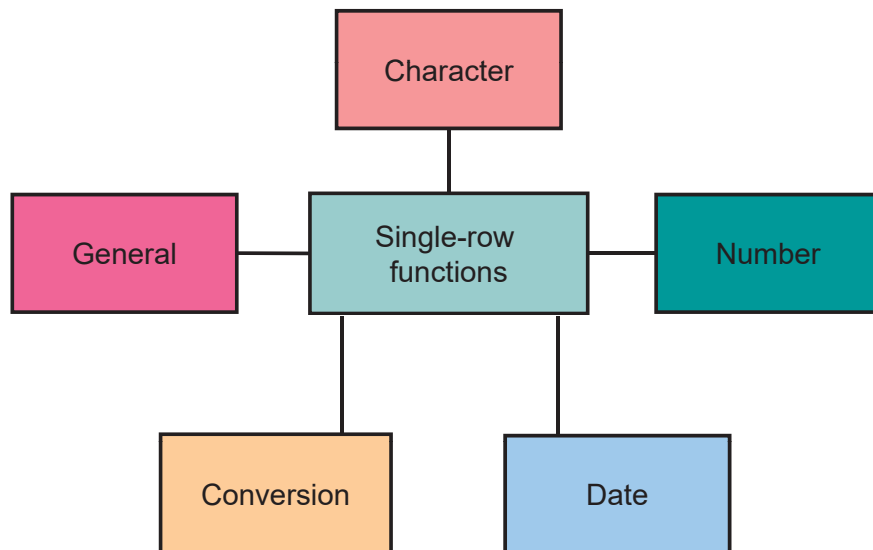 Character
General
Single-row
functions
Number
Conversion
Date